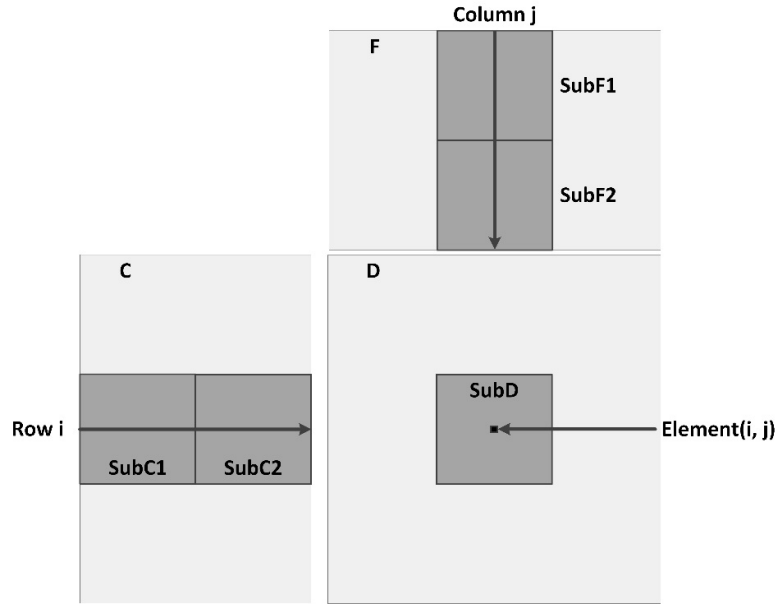 Column j
F
SubF1
SubF2
C
D
SubD
Row i
Element(i, j)
SubC1
SubC2